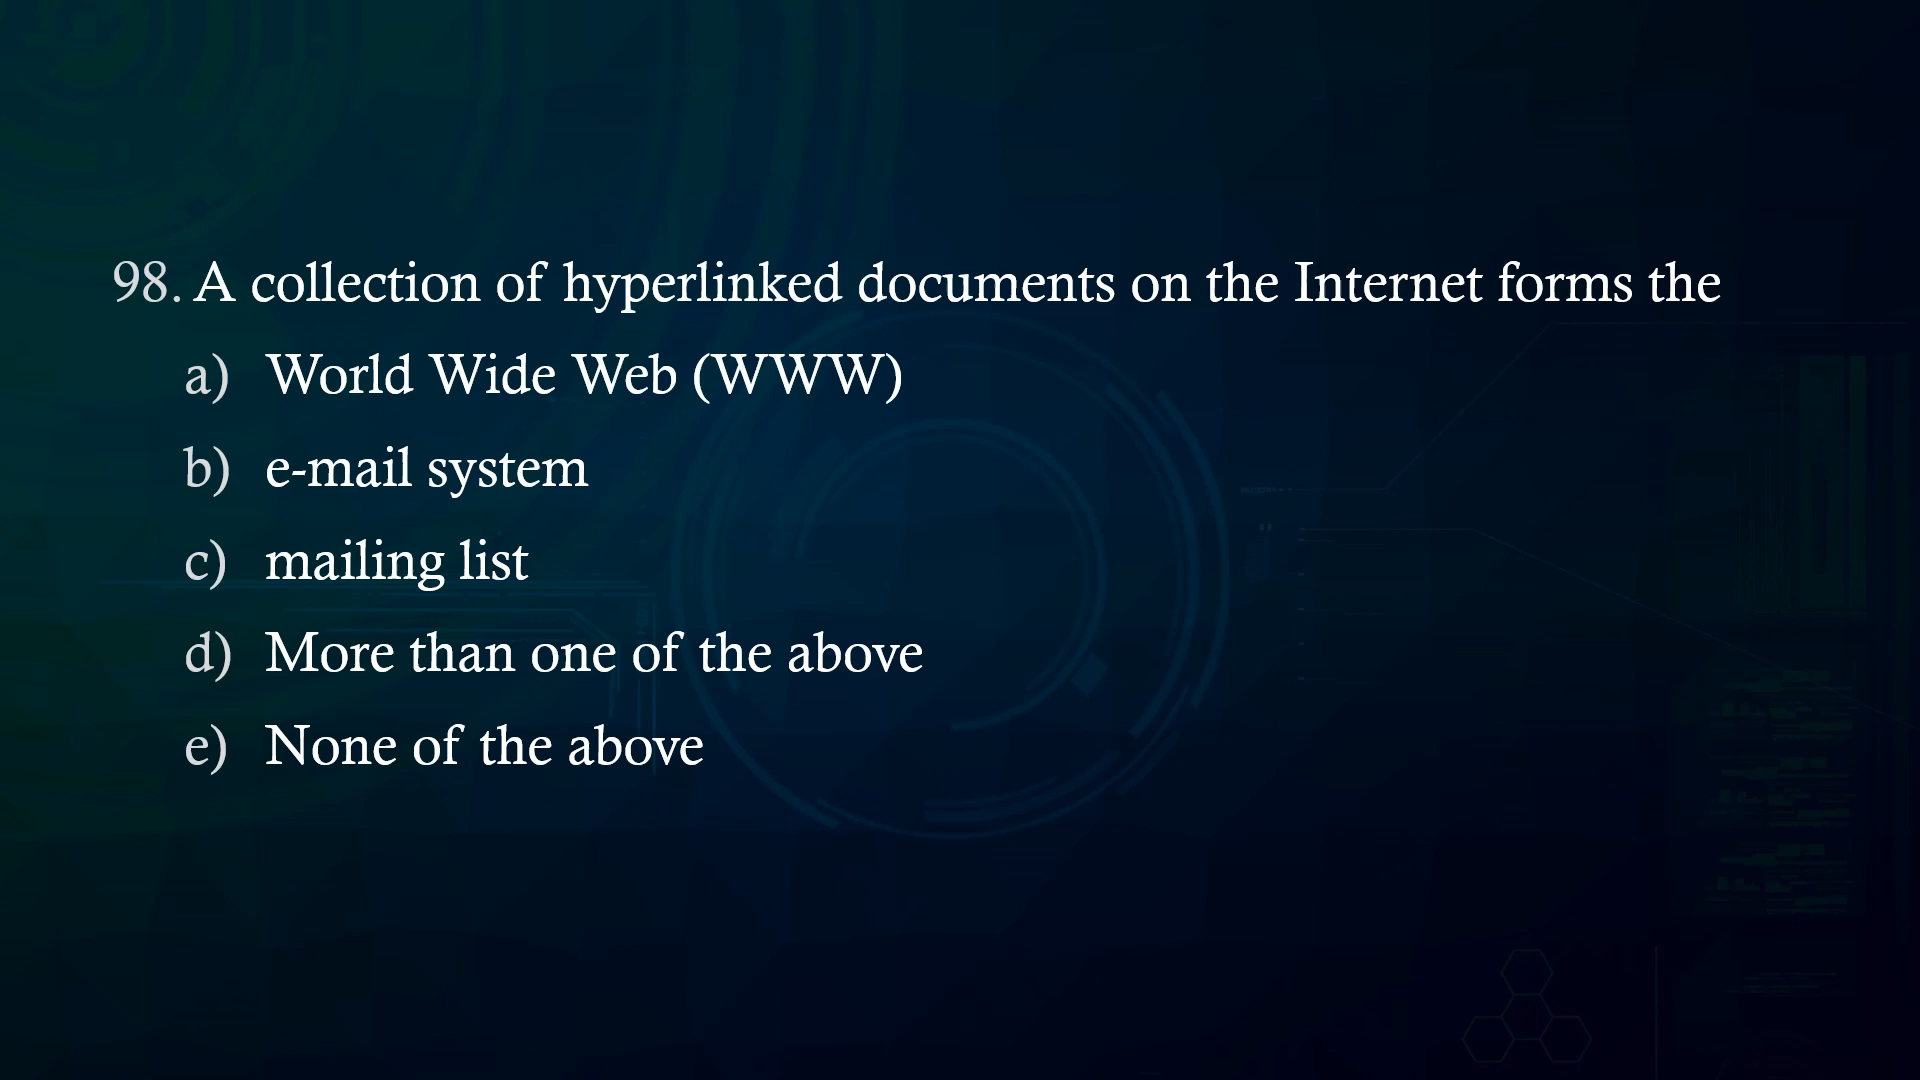 98. A collection of hyperlinked documents on the Internet forms the
a) World Wide Web (WWW)
b) e-mail system
c) mailing list
d) More than one of the above
e) None of the above